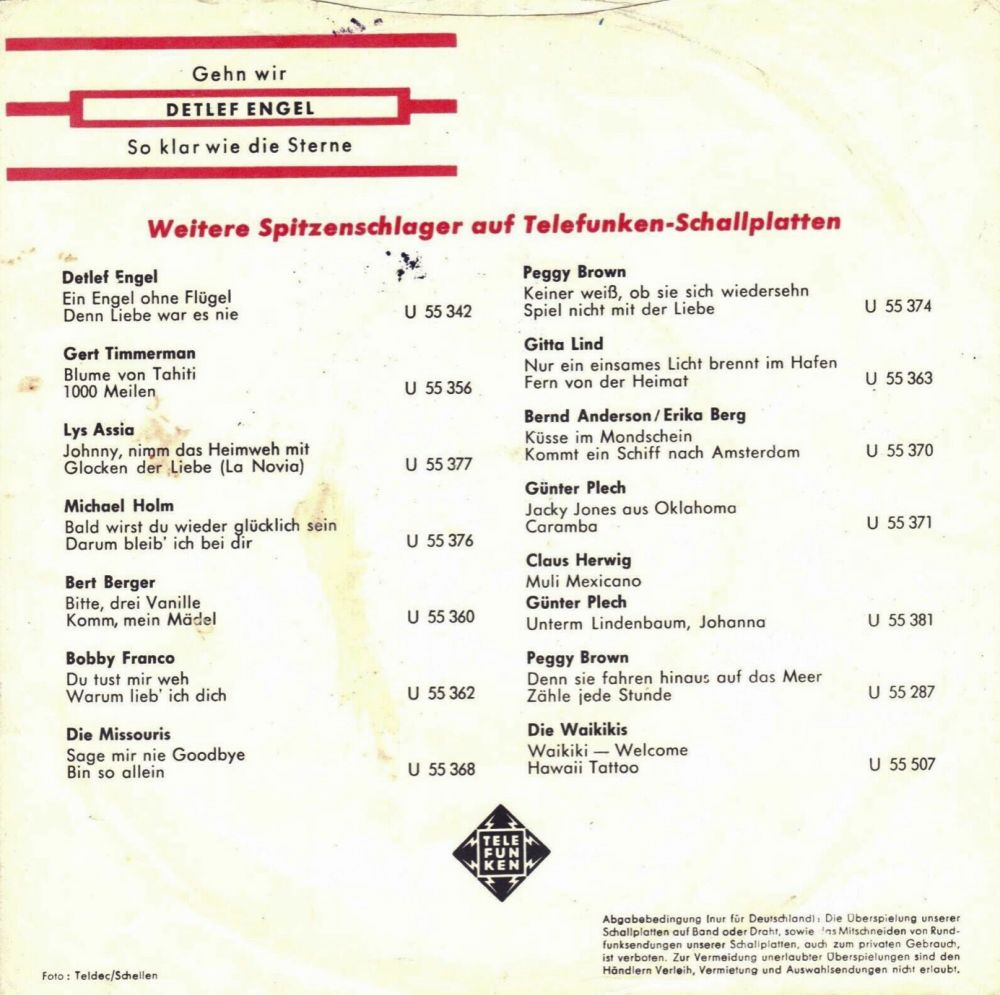 Gehn wir
DETLEF ENGEL
So klar wie die Sterne
Weitere Spitzenschlager auf Telefunken-Schallplatten
Detlef Engel
Ein Engel ohne Flügel
Denn Liebe war es nie U 55 342
Gert Timmerman
Blume von Tahiti
1000 Meilen U 55 356
Lys Assia
Johnny, nimm das Heimweh mit
Glocken der Liebe (La Novia) U 55 377
Michael Holm
Bald wirst du wieder glücklich sein
Darum bleib' ich bei dir U 55 376
Bert Berger
Bitte, drei Vanille
Komm, mein Mädel U 55 360
Bobby Franco
Du tust mir weh
Warum lieb' ich dich U 55 362
Die Missouris
Sage mir nie Goodbye
Bin so allein U 55 368
Peggy Brown
Keiner weiß, ob sie sich wiedersehn
Spiel nicht mit der Liebe U 55 374
Gitta Lind
Nur ein einsames Licht brennt im Hafen
Fern von der Heimat U 55 363
Bernd Anderson / Erika Berg
Küsse im Mondschein
Kommt ein Schiff nach Amsterdam U 55 370
Günter Plech
Jacky Jones aus Oklahoma
Caramba U 55 371
Claus Herwig
Muli Mexicano
Günter Plech
Unterm Lindenbaum, Johanna U 55 381
Peggy Brown
Denn sie fahren hinaus auf das Meer
Zähle jede Stunde U 55 287
Die Waikikis
Waikiki — Welcome
Hawaii Tattoo U 55 507
TELE
FUN
KEN
Abgabebedingung (nur für Deutschland): Die Überspielung unserer
Schallplatten auf Band oder Draht, sowie Mitschneiden von Rund-
funksendungen unserer Schallplatten, auch zum privaten Gebrauch,
ist verboten. Zur Vermeidung unerlaubter Überspielungen sind den
Händlern Verleih, Vermietung und Auswahlsendungen nicht erlaubt.
Foto: Teldec/Schellen